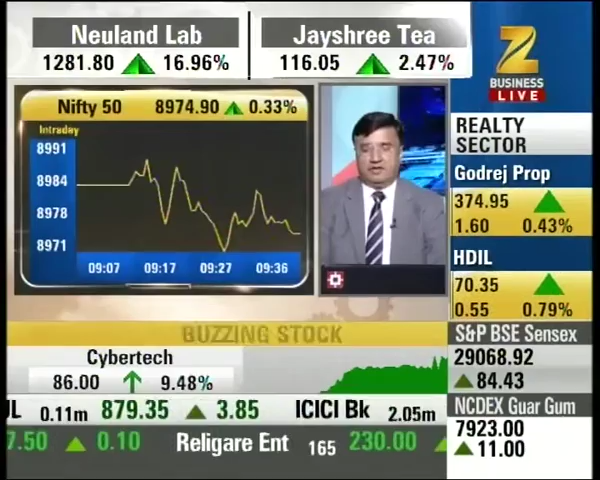 Neuland Lab
1281.80 16.96%
Jayshree Tea
116.05 2.47%
Z
BUSINESS
LIVE
Nifty 50 8974.90 0.33%
Intraday
8991
8984
8978
8971
09:07 09:17 09:27 09:36
REALTY
SECTOR
Godrej Prop
374.95
1.60 0.43%
HDIL
70.35
0.55 0.79%
BUZZING STOCK
Cybertech
86.00 9.48%
S&P BSE Sensex
29068.92
84.43
NCDEX Guar Gum
7923.00
11.00
JL 0.11m 879.35 3.85 ICICI Bk 2.05m
7.50 0.10 Religare Ent 165 230.00